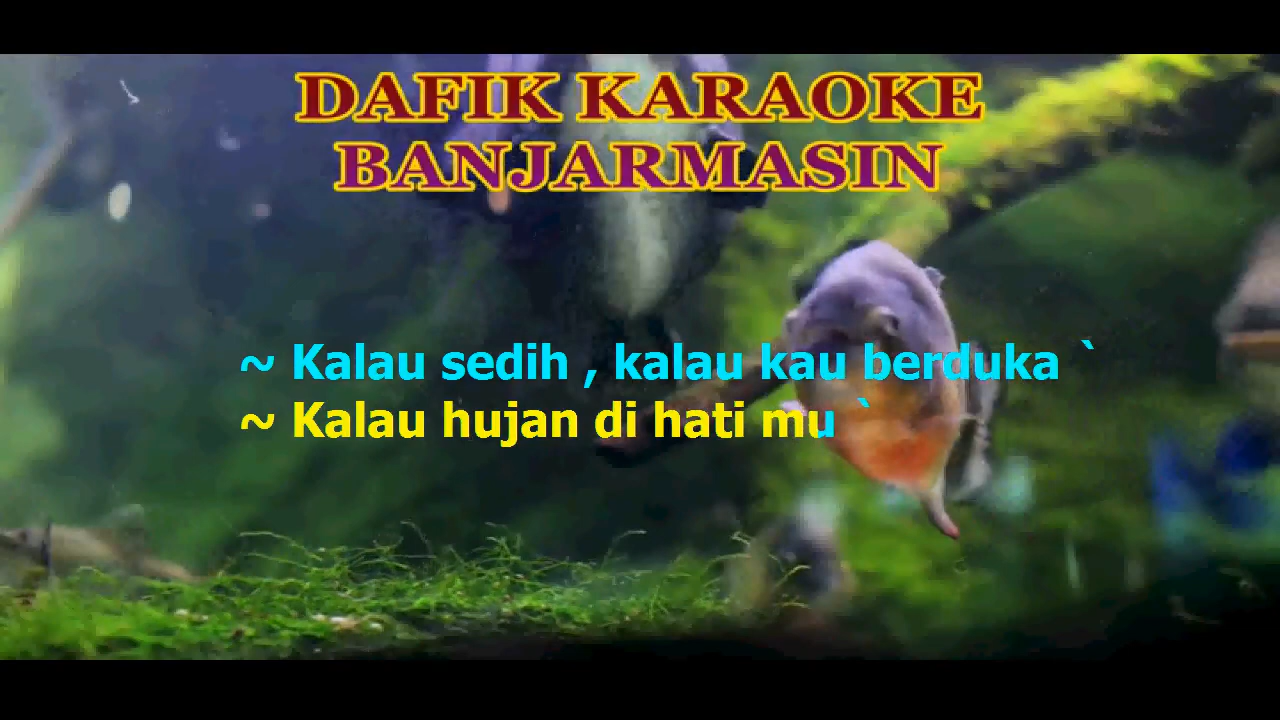 DAFIK KARAOKE
BANJARMASIN
~ Kalau sedih , kalau kau berduka `
~ Kalau hujan di hati mu `